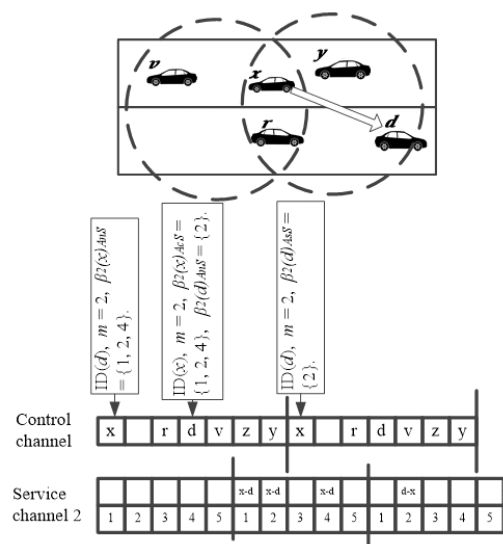 v
y
x
r
d
ID(d), m = 2, β2(x)AnS
= {1, 2, 4}.
ID(x), m = 2, β2(x)AcS =
{1, 2, 4}, β2(d)AnS = {2}.
ID(d), m = 2, β2(d)AsS =
{2}.
Control
channel
x r d v z y x r d v z y
Service
channel 2
x-d x-d x-d d-x
1 2 3 4 5 1 2 3 4 5 1 2 3 4 5